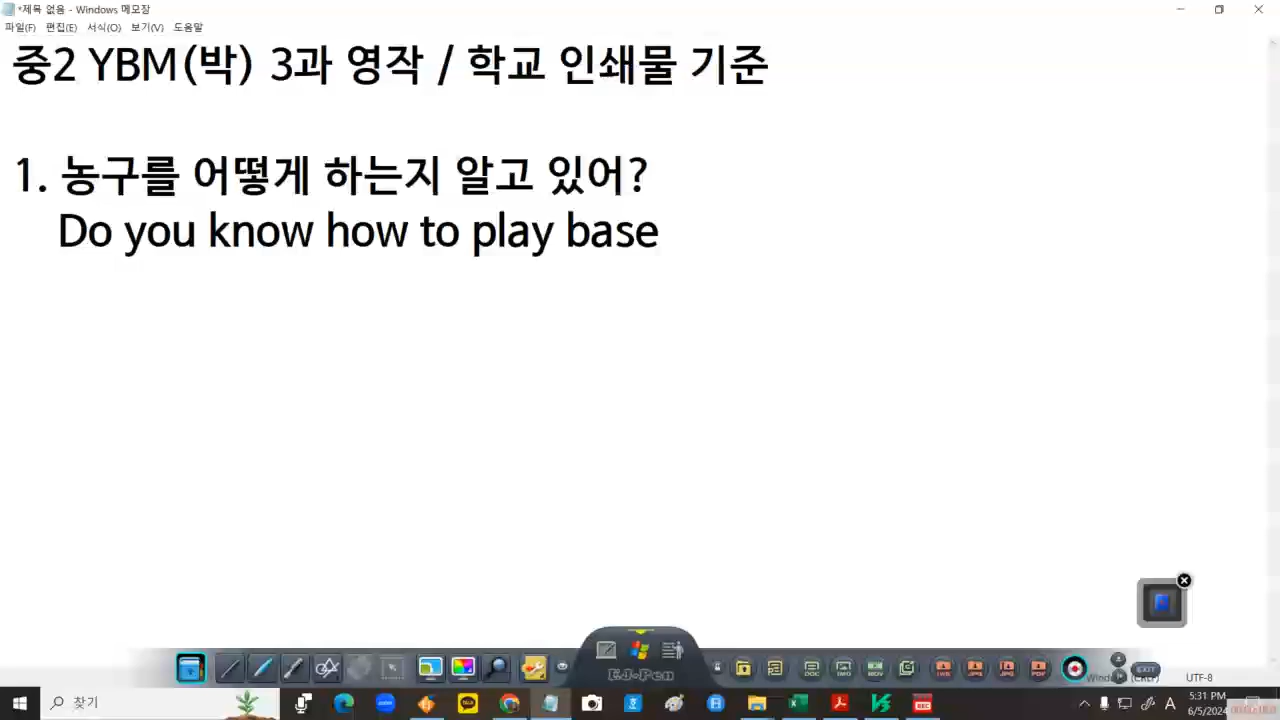 *제목 없음 - Windows 메모장
파일(F) 편집(E) 서식(O) 보기(V) 도움말
중2 YBM(박) 3과 영작 / 학교 인쇄물 기준
1. 농구를 어떻게 하는지 알고 있어?
Do you know how to play base
EXIT
UTF-8
찾기
A
5:31 PM
6/5/2024